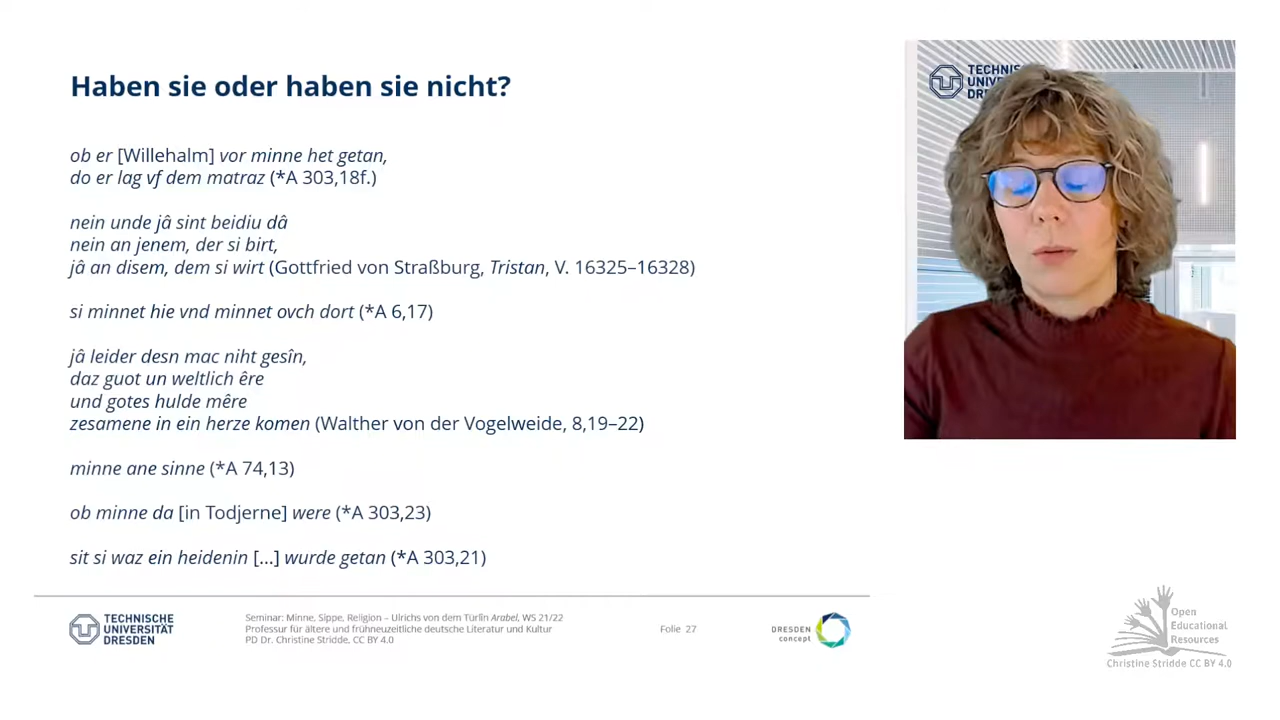 Haben sie oder haben sie nicht?
ob er [Willehalm] vor minne het getan,
do er lag vf dem matraz (*A 303,18f.)
nein unde jâ sint beidiu dâ
nein an jenem, der si birt,
jâ an disem, dem si wirt (Gottfried von Straßburg, Tristan, V. 16325–16328)
si minnet hie vnd minnet ovch dort (*A 6,17)
jâ leider desn mac niht gesîn,
daz guot un weltlich êre
und gotes hulde mêre
zesamene in ein herze komen (Walther von der Vogelweide, 8,19–22)
minne ane sinne (*A 74,13)
ob minne da [in Todjerne] were (*A 303,23)
sit si waz ein heidenin [...] wurde getan (*A 303,21)
TECHNISCHE
UNIVERSITÄT
DRESDEN
Seminar: Minne, Sippe, Religion – Ulrichs von dem Türlin Arabel, WS 21/22
Professur für ältere und frühneuzeitliche deutsche Literatur und Kultur
PD Dr. Christine Stridde, CC BY 4.0
Folie 27
DRESDEN
concept
TECHNIS
UNIVE
DRE
Open
Educational
Resources
Christine Stridde CC BY 4.0